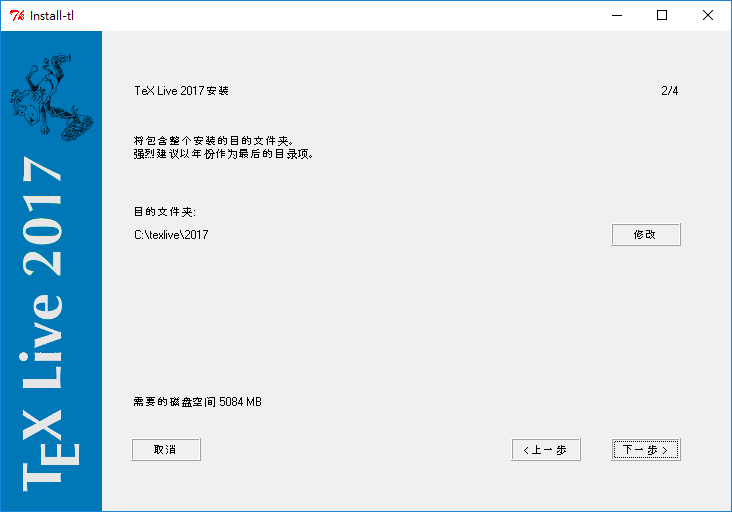 Install-tl
TeX Live 2017
TeX Live 2017 安装
2/4
将包含整个安装的目的文件夹。
强烈建议以年份作为最后的目录项。
目的文件夹:
C:\texlive\2017
修改
需要的磁盘空间 5084 MB
取消
<上一步
下一步>